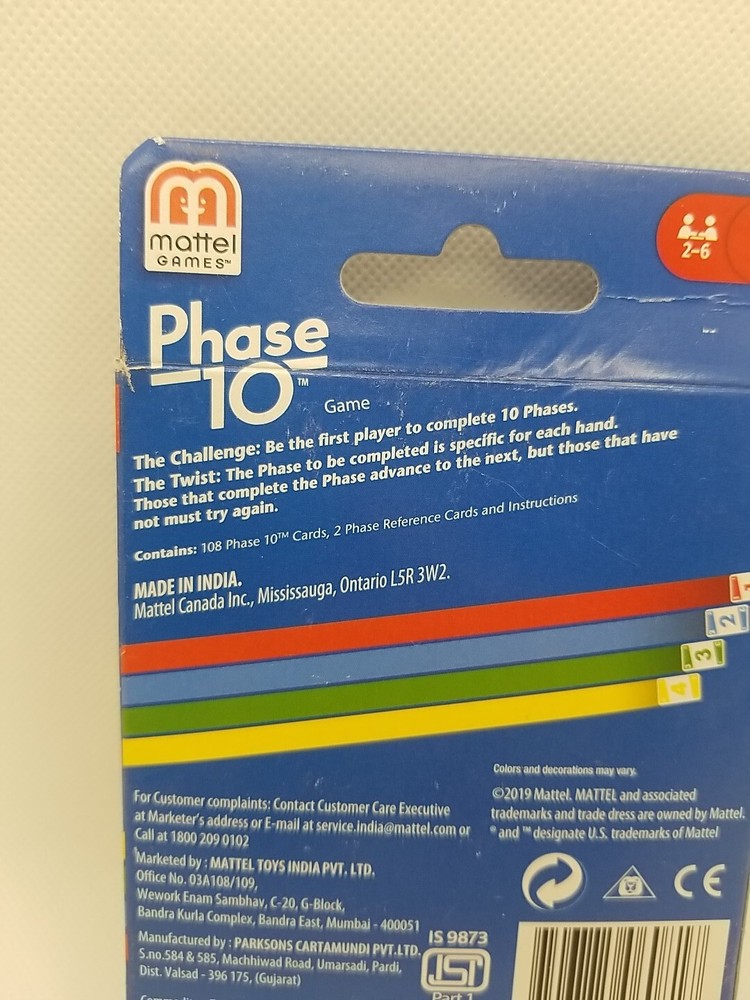 mattel
GAMES™
2-6
Phase
10™
Game
The Challenge: Be the first player to complete 10 Phases.
The Twist: The Phase to be completed is specific for each hand.
Those that complete the Phase advance to the next, but those that have
not must try again.
Contains: 108 Phase 10™ Cards, 2 Phase Reference Cards and Instructions
MADE IN INDIA.
Mattel Canada Inc., Mississauga, Ontario L5R 3W2.
1
2
3
4
Colors and decorations may vary.
©2019 Mattel. MATTEL and associated
trademarks and trade dress are owned by Mattel.
® and ™ designate U.S. trademarks of Mattel
For Customer complaints: Contact Customer Care Executive
at Marketer's address or E-mail at service.india@mattel.com or
Call at 1800 209 0102
Marketed by : MATTEL TOYS INDIA PVT. LTD.
Office No. 03A108/109,
Wework Enam Sambhav, C-20, G-Block,
Bandra Kurla Complex, Bandra East, Mumbai - 400051
Manufactured by : PARKSONS CARTAMUNDI PVT.LTD.
S.no.584 & 585, Machhiwad Road, Umarsadi, Pardi,
Dist. Valsad - 396 175, (Gujarat)
CE
IS 9873
Part 1